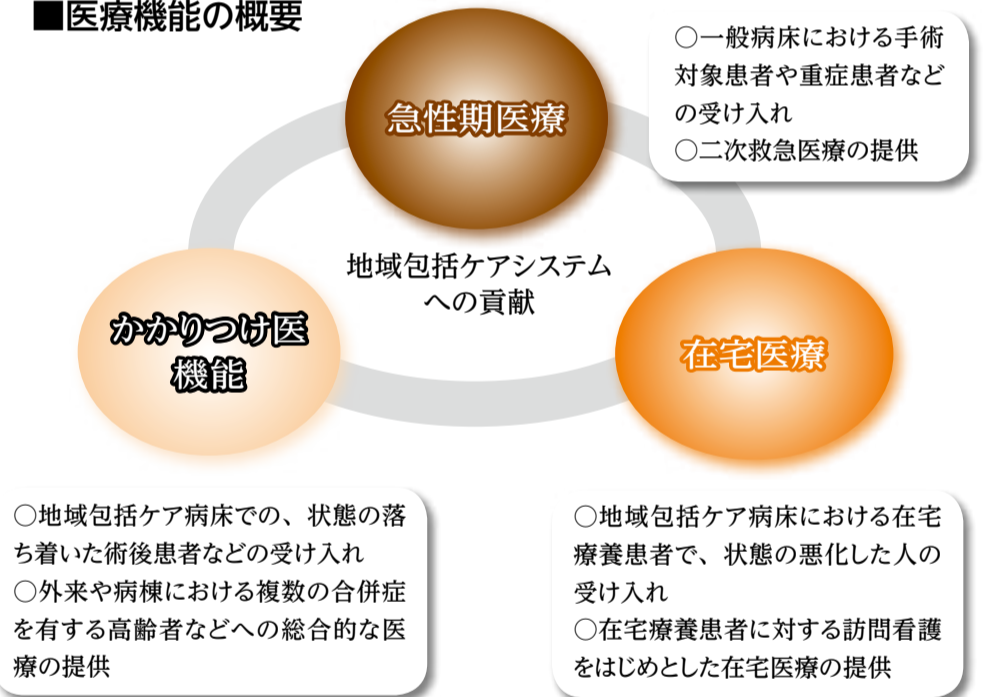 ■医療機能の概要
急性期医療
○一般病床における手術
対象患者や重症患者など
の受け入れ
○二次救急医療の提供
地域包括ケアシステム
への貢献
かかりつけ医
機能
在宅医療
○地域包括ケア病床での、状態の落
ち着いた術後患者などの受け入れ
○外来や病棟における複数の合併症
を有する高齢者などへの総合的な医
療の提供
○地域包括ケア病床における在宅
療養患者で、状態の悪化した人の
受け入れ
○在宅療養患者に対する訪問看護
をはじめとした在宅医療の提供